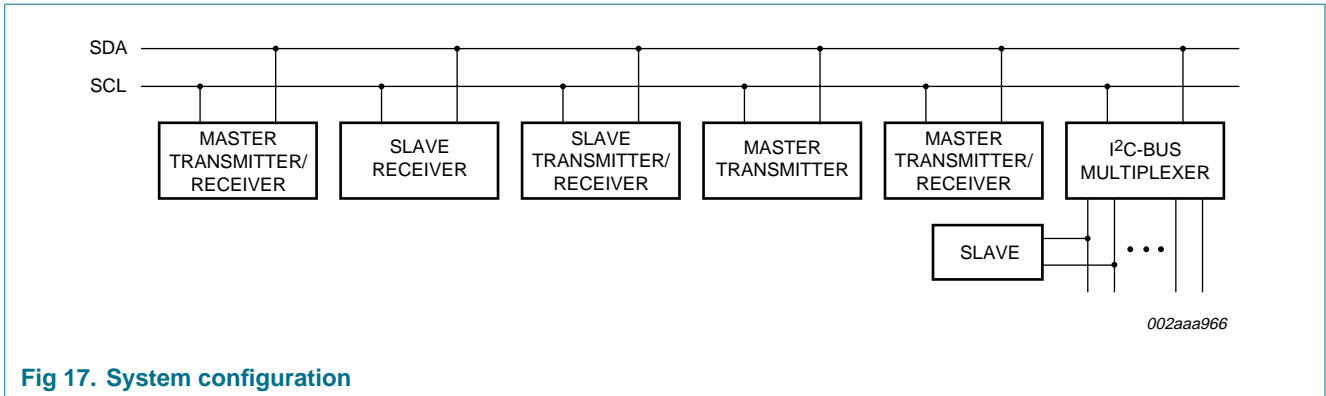 SDA
SCL
MASTER
TRANSMITTER/
RECEIVER
SLAVE
RECEIVER
SLAVE
TRANSMITTER/
RECEIVER
MASTER
TRANSMITTER
MASTER
TRANSMITTER/
RECEIVER
I²C-BUS
MULTIPLEXER
SLAVE
002aaa966
Fig 17. System configuration